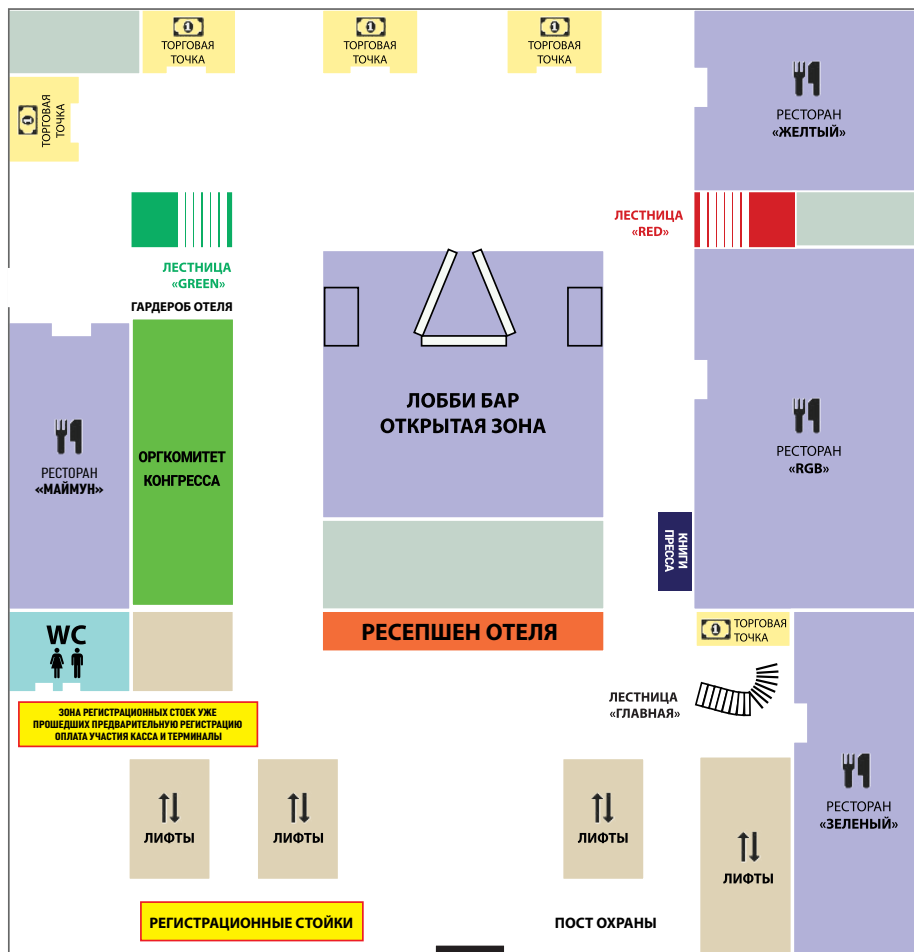 ТОРГОВАЯ
ТОЧКА
ТОРГОВАЯ
ТОЧКА
ТОРГОВАЯ
ТОЧКА
ТОРГОВАЯ
ТОЧКА
РЕСТОРАН
«ЖЕЛТЫЙ»
ЛЕСТНИЦА
«RED»
ЛЕСТНИЦА
«GREEN»
ГАРДЕРОБ ОТЕЛЯ
ЛОББИ БАР
ОТКРЫТАЯ ЗОНА
РЕСТОРАН
«МАЙМУН»
ОРГКОМИТЕТ
КОНГРЕССА
РЕСТОРАН
«RGB»
КНИГИ
ПРЕССА
WC
РЕСЕПШЕН ОТЕЛЯ
ТОРГОВАЯ
ТОЧКА
ЛЕСТНИЦА
«ГЛАВНАЯ»
ЗОНА РЕГИСТРАЦИОННЫХ СТОЕК УЖЕ
ПРОШЕДШИХ ПРЕДВАРИТЕЛЬНУЮ РЕГИСТРАЦИЮ
ОПЛАТА УЧАСТИЯ КАССА И ТЕРМИНАЛЫ
РЕСТОРАН
«ЗЕЛЕНЫЙ»
ЛИФТЫ
ЛИФТЫ
ЛИФТЫ
ЛИФТЫ
РЕГИСТРАЦИОННЫЕ СТОЙКИ
ПОСТ ОХРАНЫ